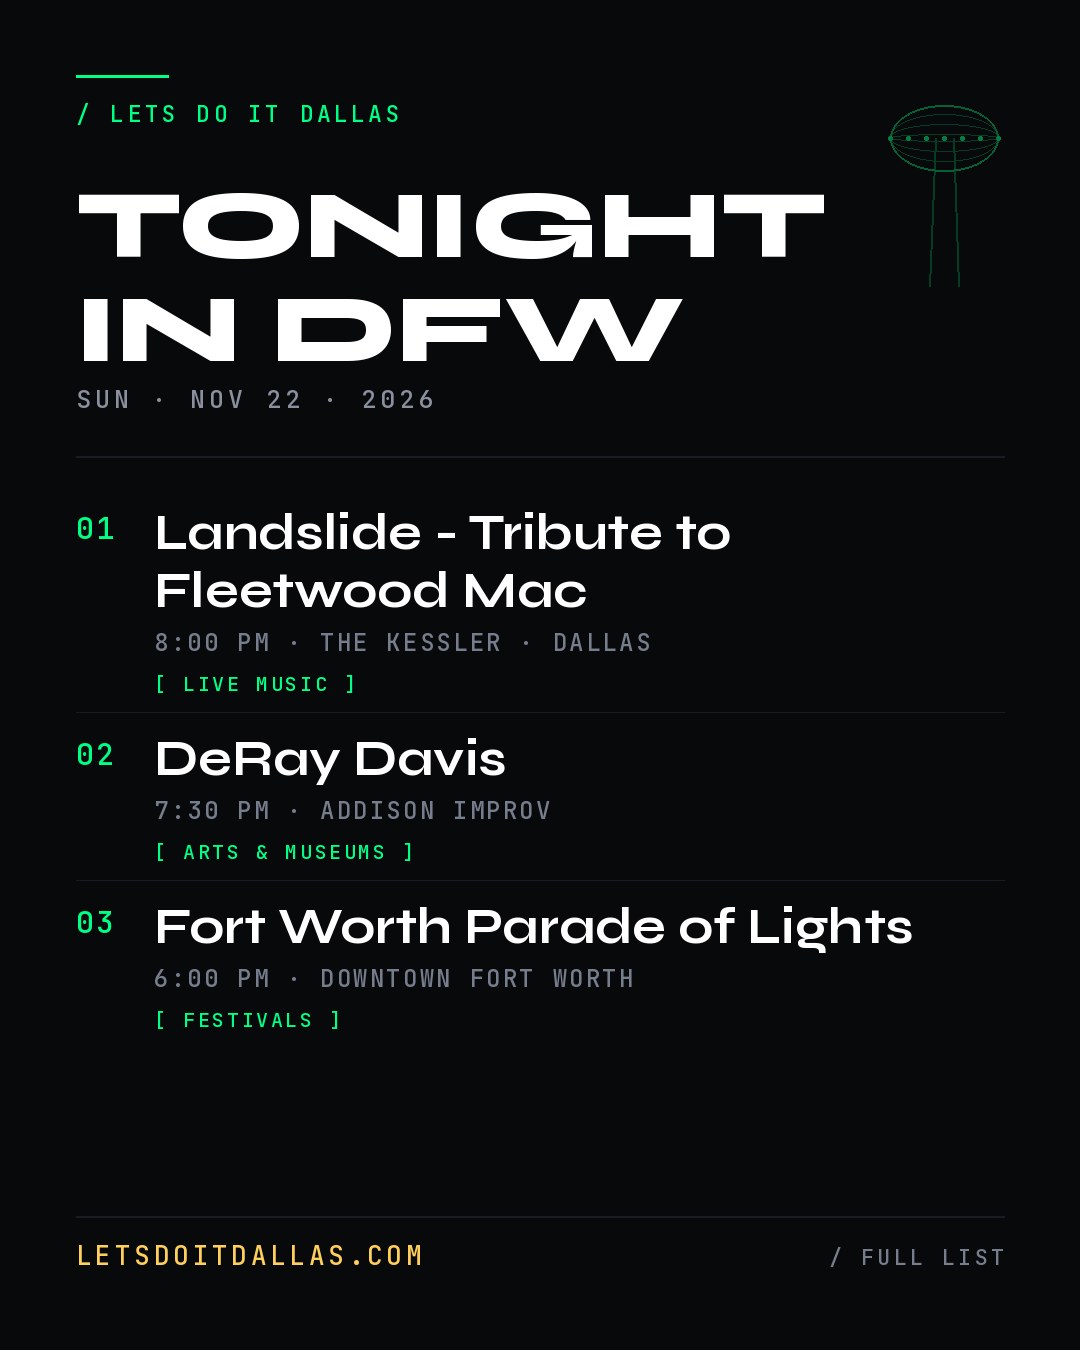 / LETS DO IT DALLAS
TONIGHT
IN DFW
SUN · NOV 22 · 2026
01
Landslide - Tribute to
Fleetwood Mac
8:00 PM · THE KESSLER · DALLAS
[ LIVE MUSIC ]
02
DeRay Davis
7:30 PM · ADDISON IMPROV
[ ARTS & MUSEUMS ]
03
Fort Worth Parade of Lights
6:00 PM · DOWNTOWN FORT WORTH
[ FESTIVALS ]
LETSDOITDALLAS.COM
/ FULL LIST